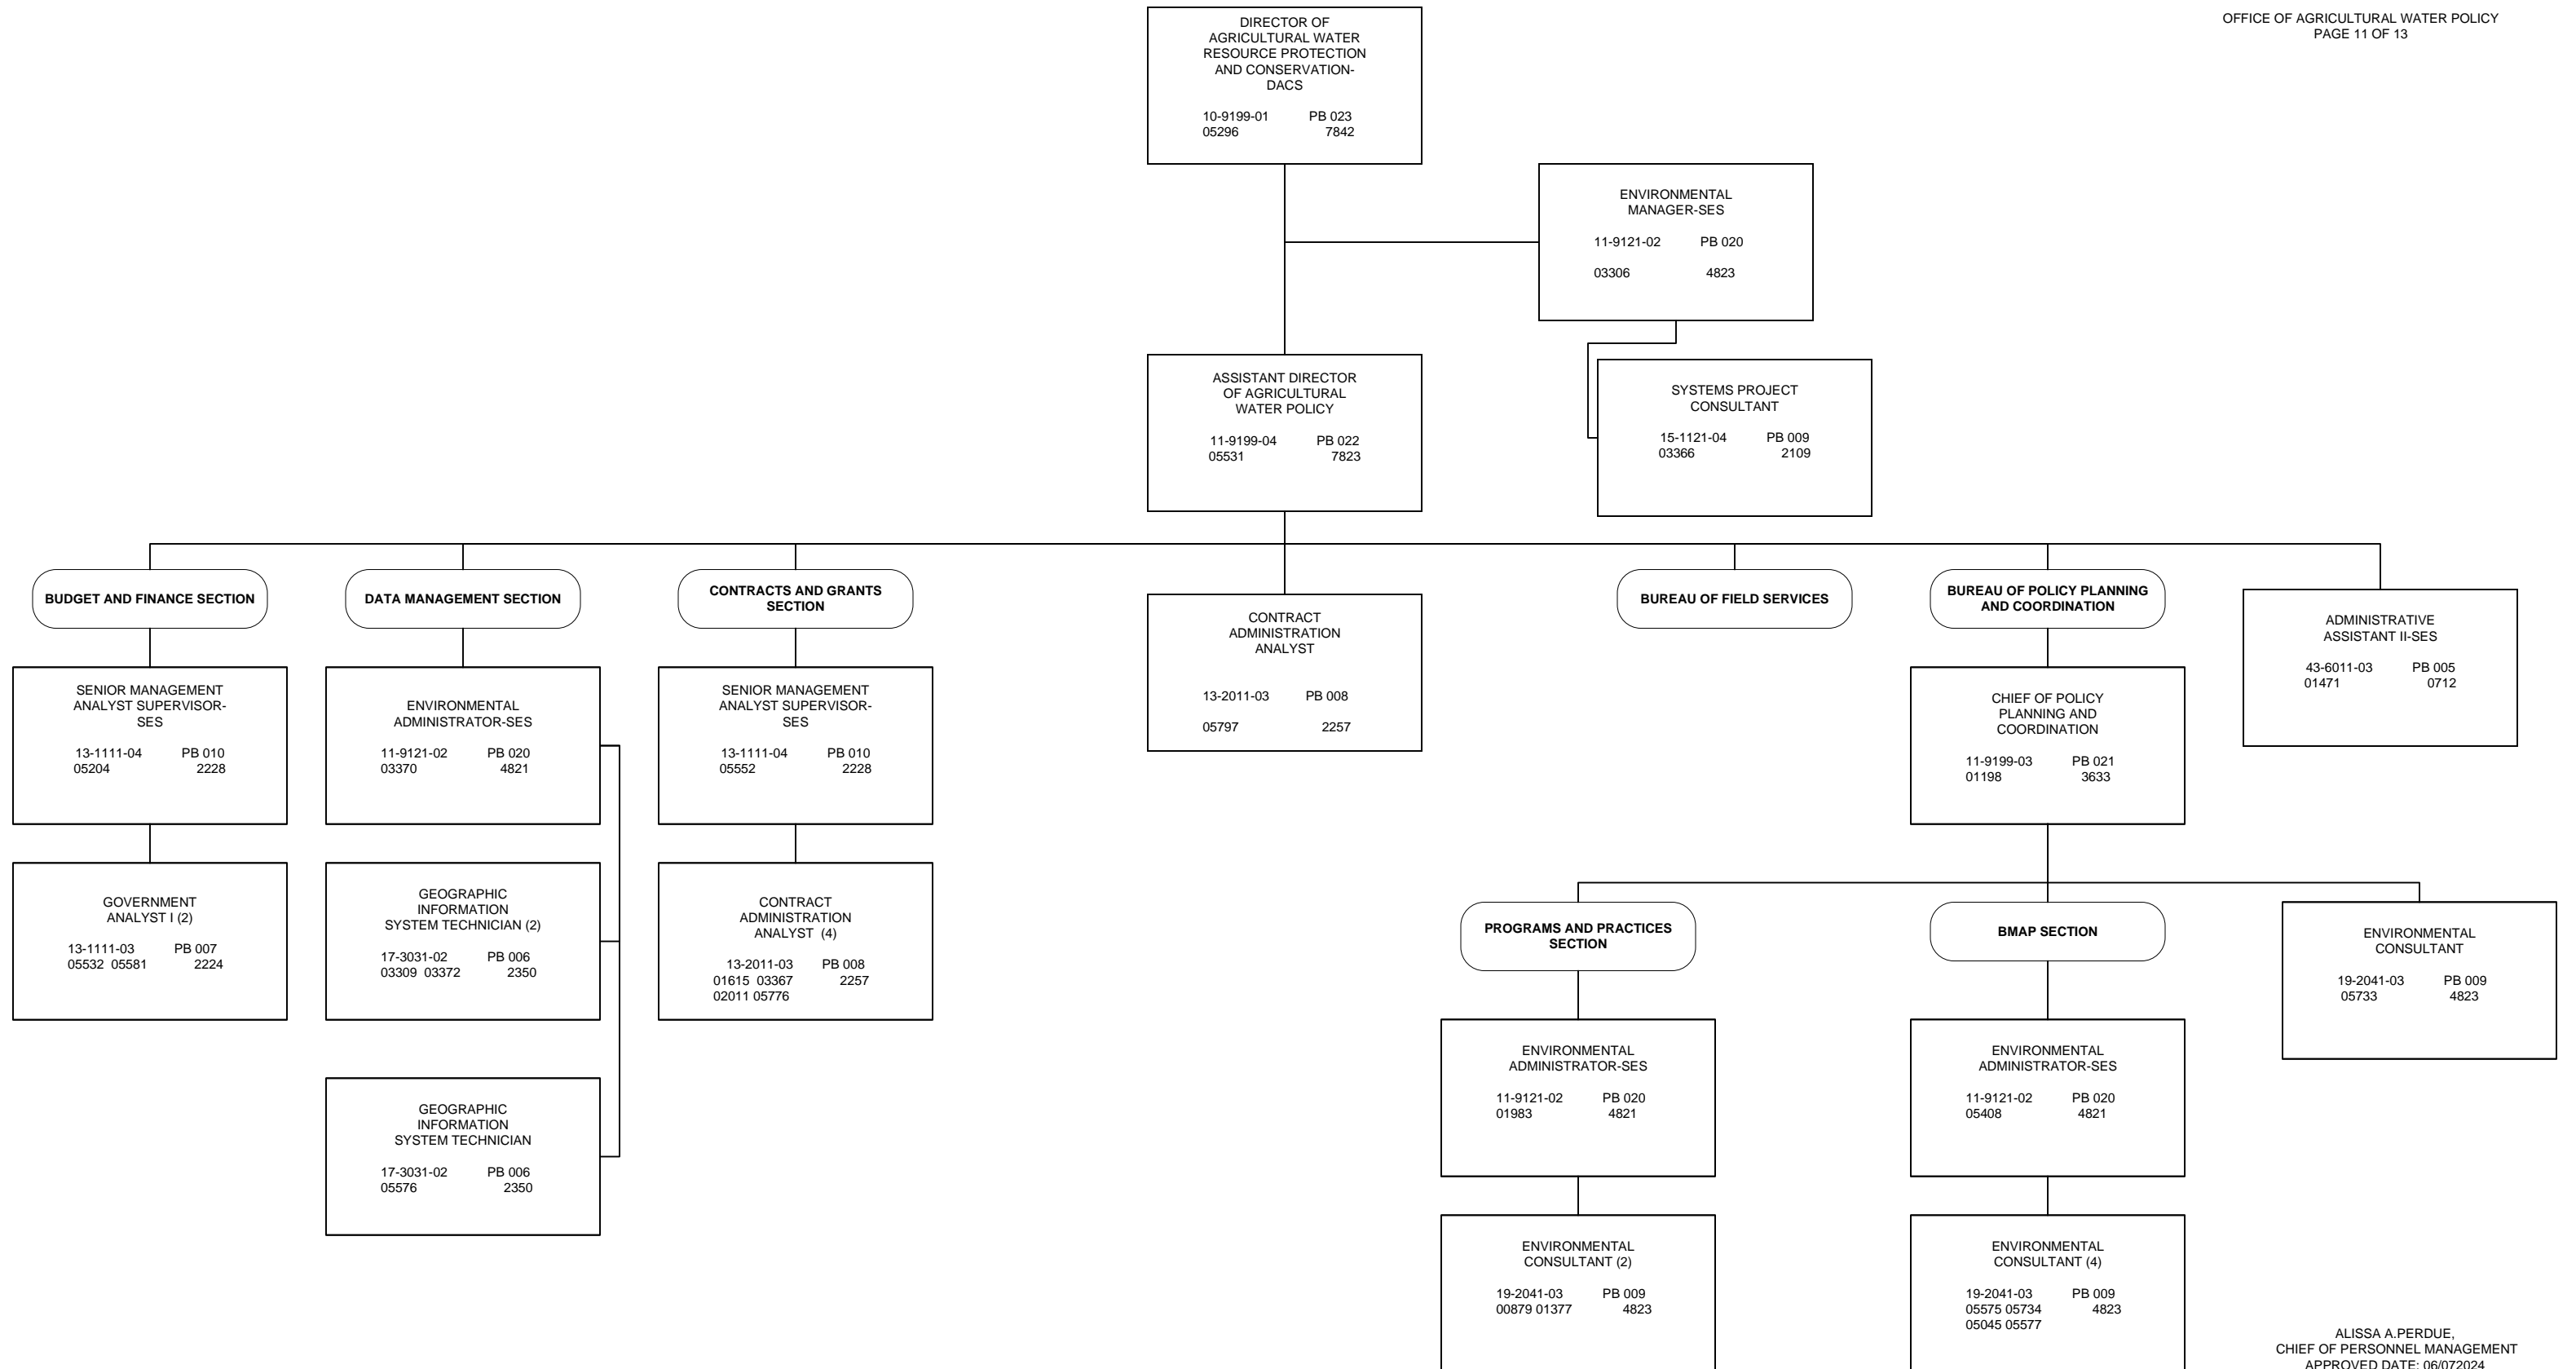 OFFICE OF AGRICULTURAL WATER POLICY
PAGE 11 OF 13
DIRECTOR OF
AGRICULTURAL WATER
RESOURCE PROTECTION
AND CONSERVATION-
DACS
10-9199-01 PB 023
05296 7842
ENVIRONMENTAL
MANAGER-SES
11-9121-02 PB 020
03306 4823
ASSISTANT DIRECTOR
OF AGRICULTURAL
WATER POLICY
11-9199-04 PB 022
05531 7823
SYSTEMS PROJECT
CONSULTANT
15-1121-04 PB 009
03366 2109
BUDGET AND FINANCE SECTION
SENIOR MANAGEMENT
ANALYST SUPERVISOR-
SES
13-1111-04 PB 010
05204 2228
GOVERNMENT
ANALYST I (2)
13-1111-03 PB 007
05532 05581 2224
DATA MANAGEMENT SECTION
ENVIRONMENTAL
ADMINISTRATOR-SES
11-9121-02 PB 020
03370 4821
GEOGRAPHIC
INFORMATION
SYSTEM TECHNICIAN (2)
17-3031-02 PB 006
03309 03372 2350
GEOGRAPHIC
INFORMATION
SYSTEM TECHNICIAN
17-3031-02 PB 006
05576 2350
CONTRACTS AND GRANTS
SECTION
SENIOR MANAGEMENT
ANALYST SUPERVISOR-
SES
13-1111-04 PB 010
05552 2228
CONTRACT
ADMINISTRATION
ANALYST (4)
13-2011-03 PB 008
01615 03367 2257
02011 05776
CONTRACT
ADMINISTRATION
ANALYST
13-2011-03 PB 008
05797 2257
BUREAU OF FIELD SERVICES
BUREAU OF POLICY PLANNING
AND COORDINATION
CHIEF OF POLICY
PLANNING AND
COORDINATION
11-9199-03 PB 021
01198 3633
ADMINISTRATIVE
ASSISTANT II-SES
43-6011-03 PB 005
01471 0712
PROGRAMS AND PRACTICES
SECTION
ENVIRONMENTAL
ADMINISTRATOR-SES
11-9121-02 PB 020
01983 4821
ENVIRONMENTAL
CONSULTANT (2)
19-2041-03 PB 009
00879 01377 4823
BMAP SECTION
ENVIRONMENTAL
ADMINISTRATOR-SES
11-9121-02 PB 020
05408 4821
ENVIRONMENTAL
CONSULTANT (4)
19-2041-03 PB 009
05575 05734 4823
05045 05577
ENVIRONMENTAL
CONSULTANT
19-2041-03 PB 009
05733 4823
ALISSA A.PERDUE,
CHIEF OF PERSONNEL MANAGEMENT
APPROVED DATE: 06/072024